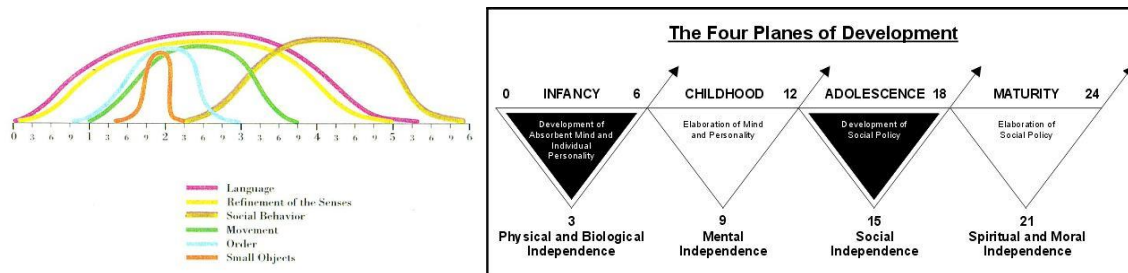 0 3 6 9 1 3 6 9 2 3 6 9 3 3 6 9 4 3 6 9 5 3 6 9 6
Language
Refinement of the Senses
Social Behavior
Movement
Order
Small Objects
The Four Planes of Development
0 INFANCY 6 CHILDHOOD 12 ADOLESCENCE 18 MATURITY 24
Development of
Absorbent Mind and
Individual
Personality
Elaboration of Mind
and Personality
Development of
Social Policy
Elaboration of
Social Policy
3
Physical and Biological
Independence
9
Mental
Independence
15
Social
Independence
21
Spiritual and Moral
Independence